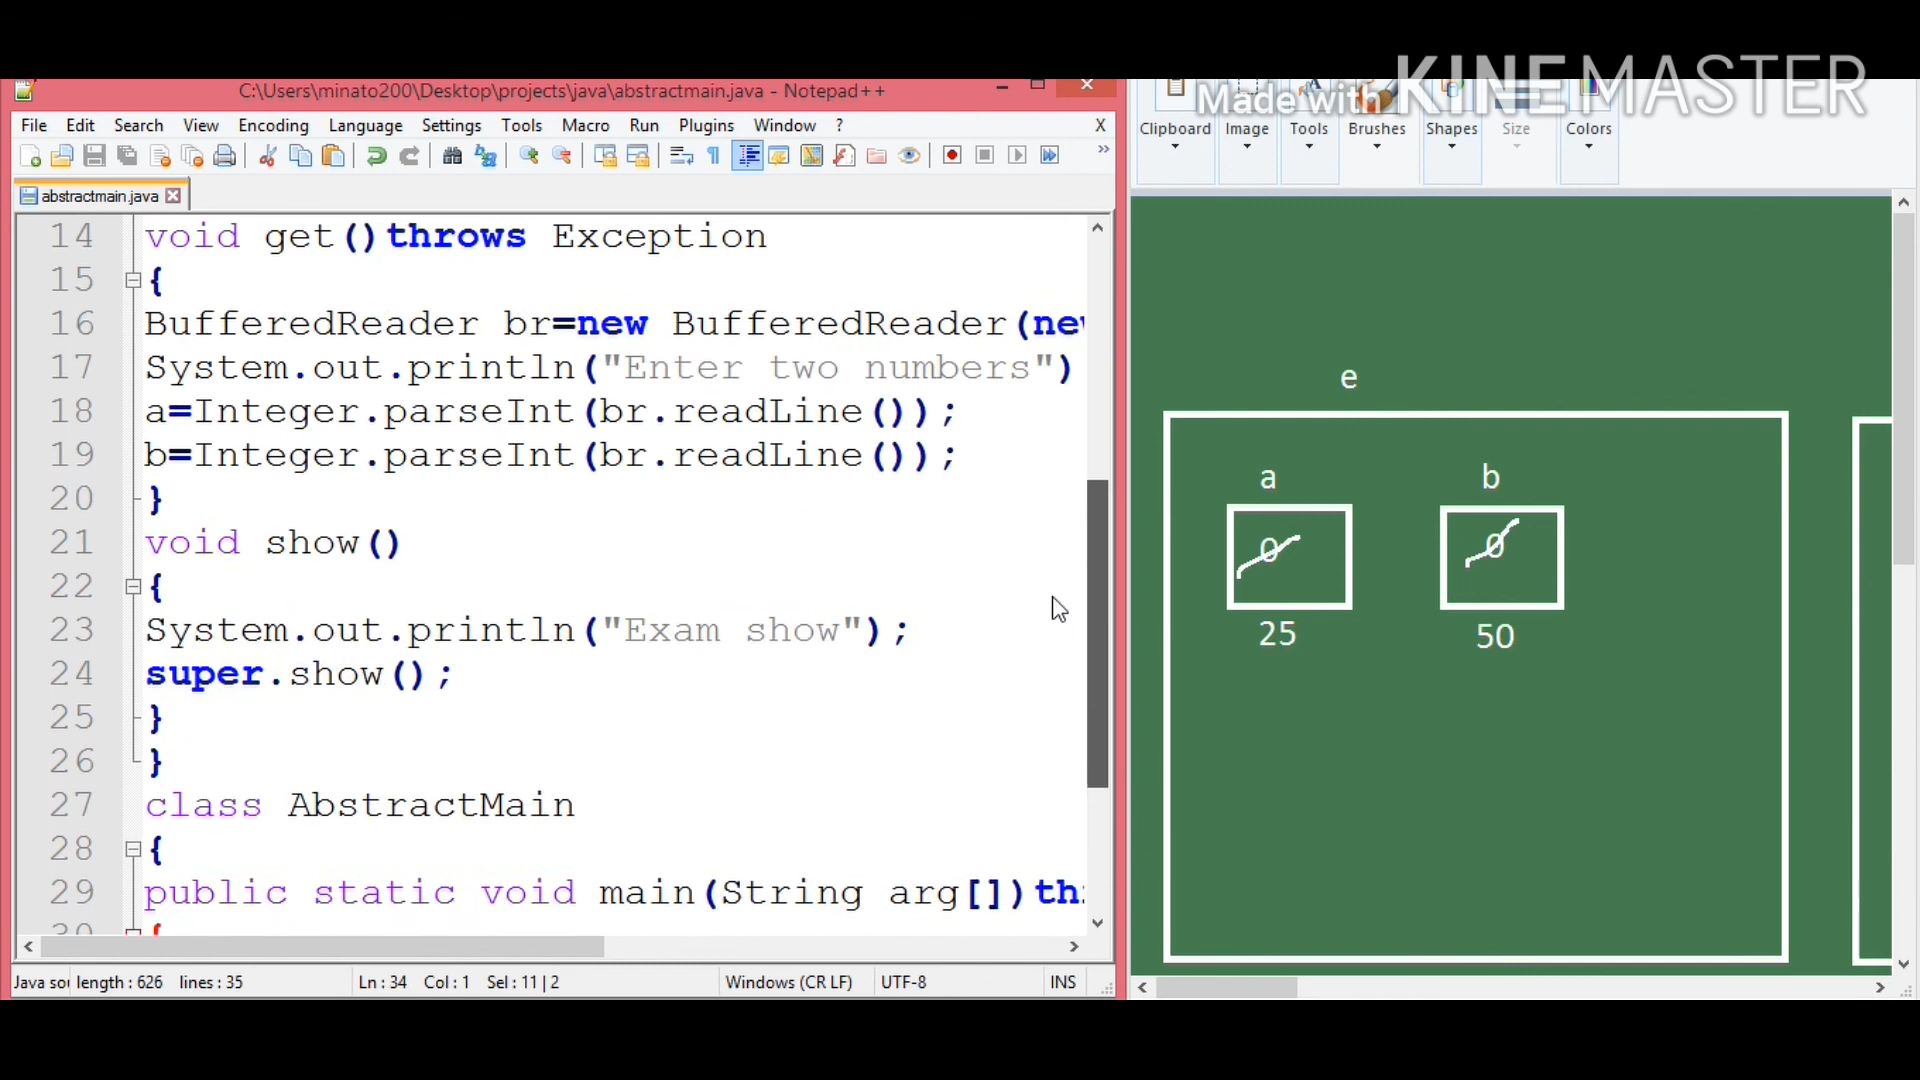 Made with KINEMASTER
C:\Users\minato200\Desktop\projects\java\abstractmain.java - Notepad++
File Edit Search View Encoding Language Settings Tools Macro Run Plugins Window ? X
abstractmain.java
14 void get()throws Exception
15 {
16 BufferedReader br=new BufferedReader(new
17 System.out.println("Enter two numbers")
18 a=Integer.parseInt(br.readLine());
19 b=Integer.parseInt(br.readLine());
20 }
21 void show()
22 {
23 System.out.println("Exam show");
24 super.show();
25 }
26 }
27 class AbstractMain
28 {
29 public static void main(String arg[])th
30 {
Java sou length : 626 lines : 35 Ln : 34 Col : 1 Sel : 11 | 2 Windows (CR LF) UTF-8 INS
Clipboard Image Tools Brushes Shapes Size Colors
e
a b
0 0
25 50